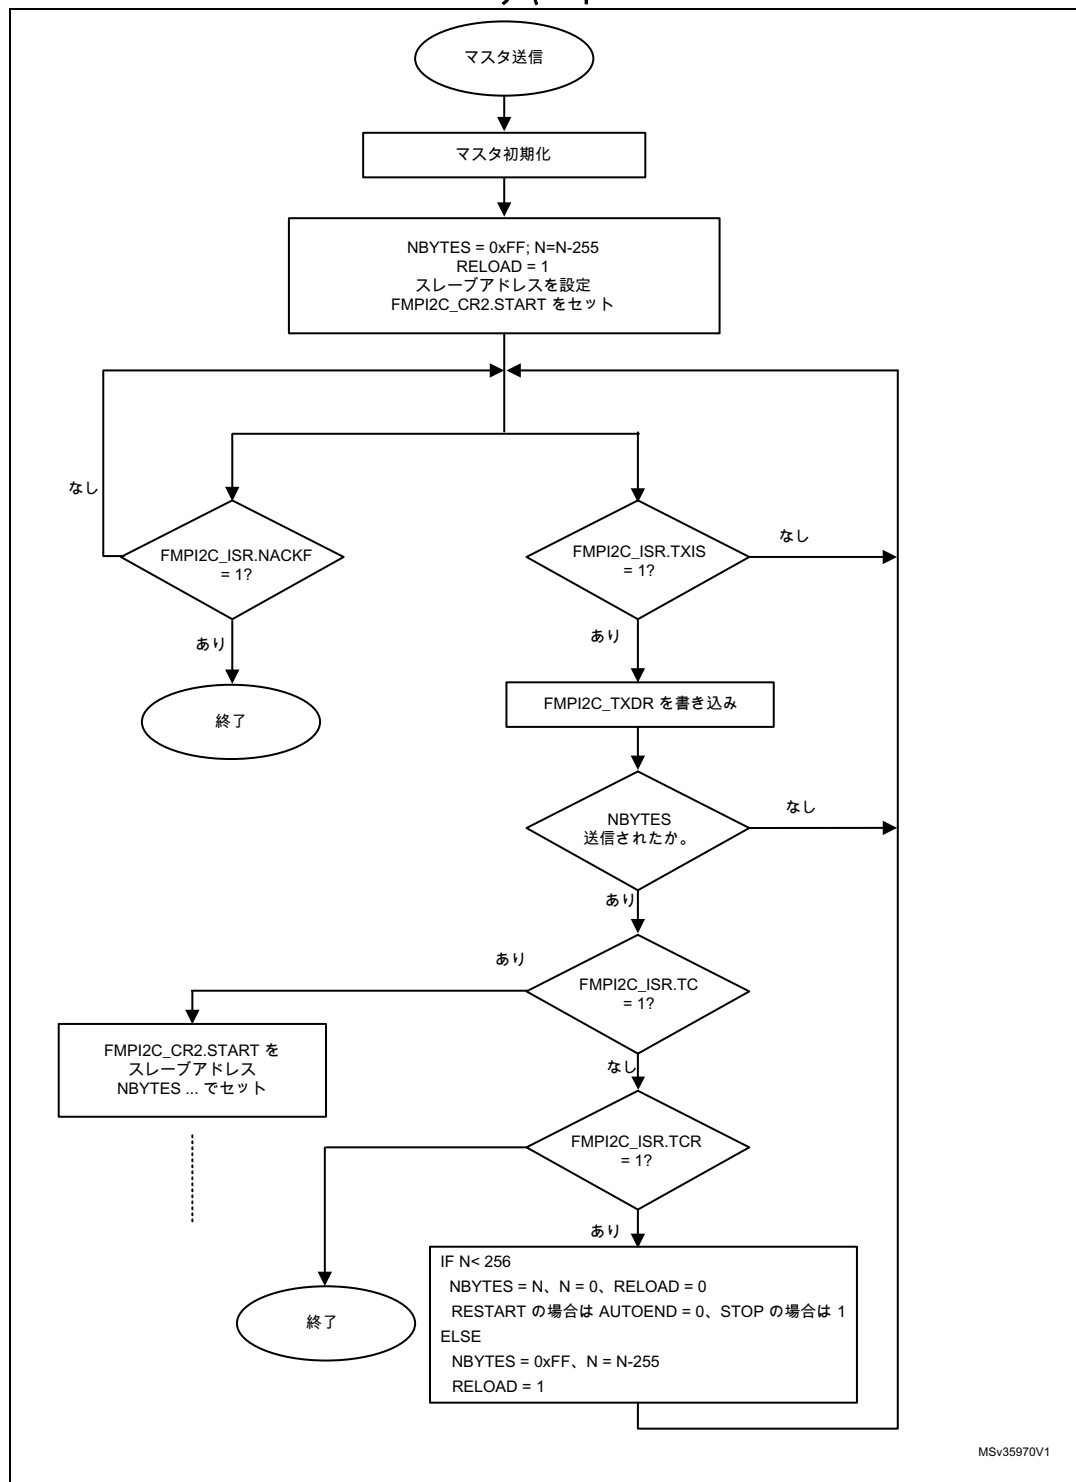 マスタ送信
マスタ初期化
NBYTES = 0xFF; N=N-255
RELOAD = 1
スレーブアドレスを設定
FMPI2C_CR2.START をセット
なし
FMPI2C_ISR.NACKF
= 1?
あり
終了
FMPI2C_ISR.TXIS
= 1?
なし
あり
FMPI2C_TXDR を書き込み
NBYTES
送信されたか。
なし
あり
FMPI2C_ISR.TC
= 1?
あり
FMPI2C_CR2.START を
スレーブアドレス
NBYTES ... でセット
なし
FMPI2C_ISR.TCR
= 1?
あり
終了
IF N< 256
NBYTES = N、N = 0、RELOAD = 0
RESTART の場合は AUTOEND = 0、STOP の場合は 1
ELSE
NBYTES = 0xFF、N = N-255
RELOAD = 1
MSv35970V1